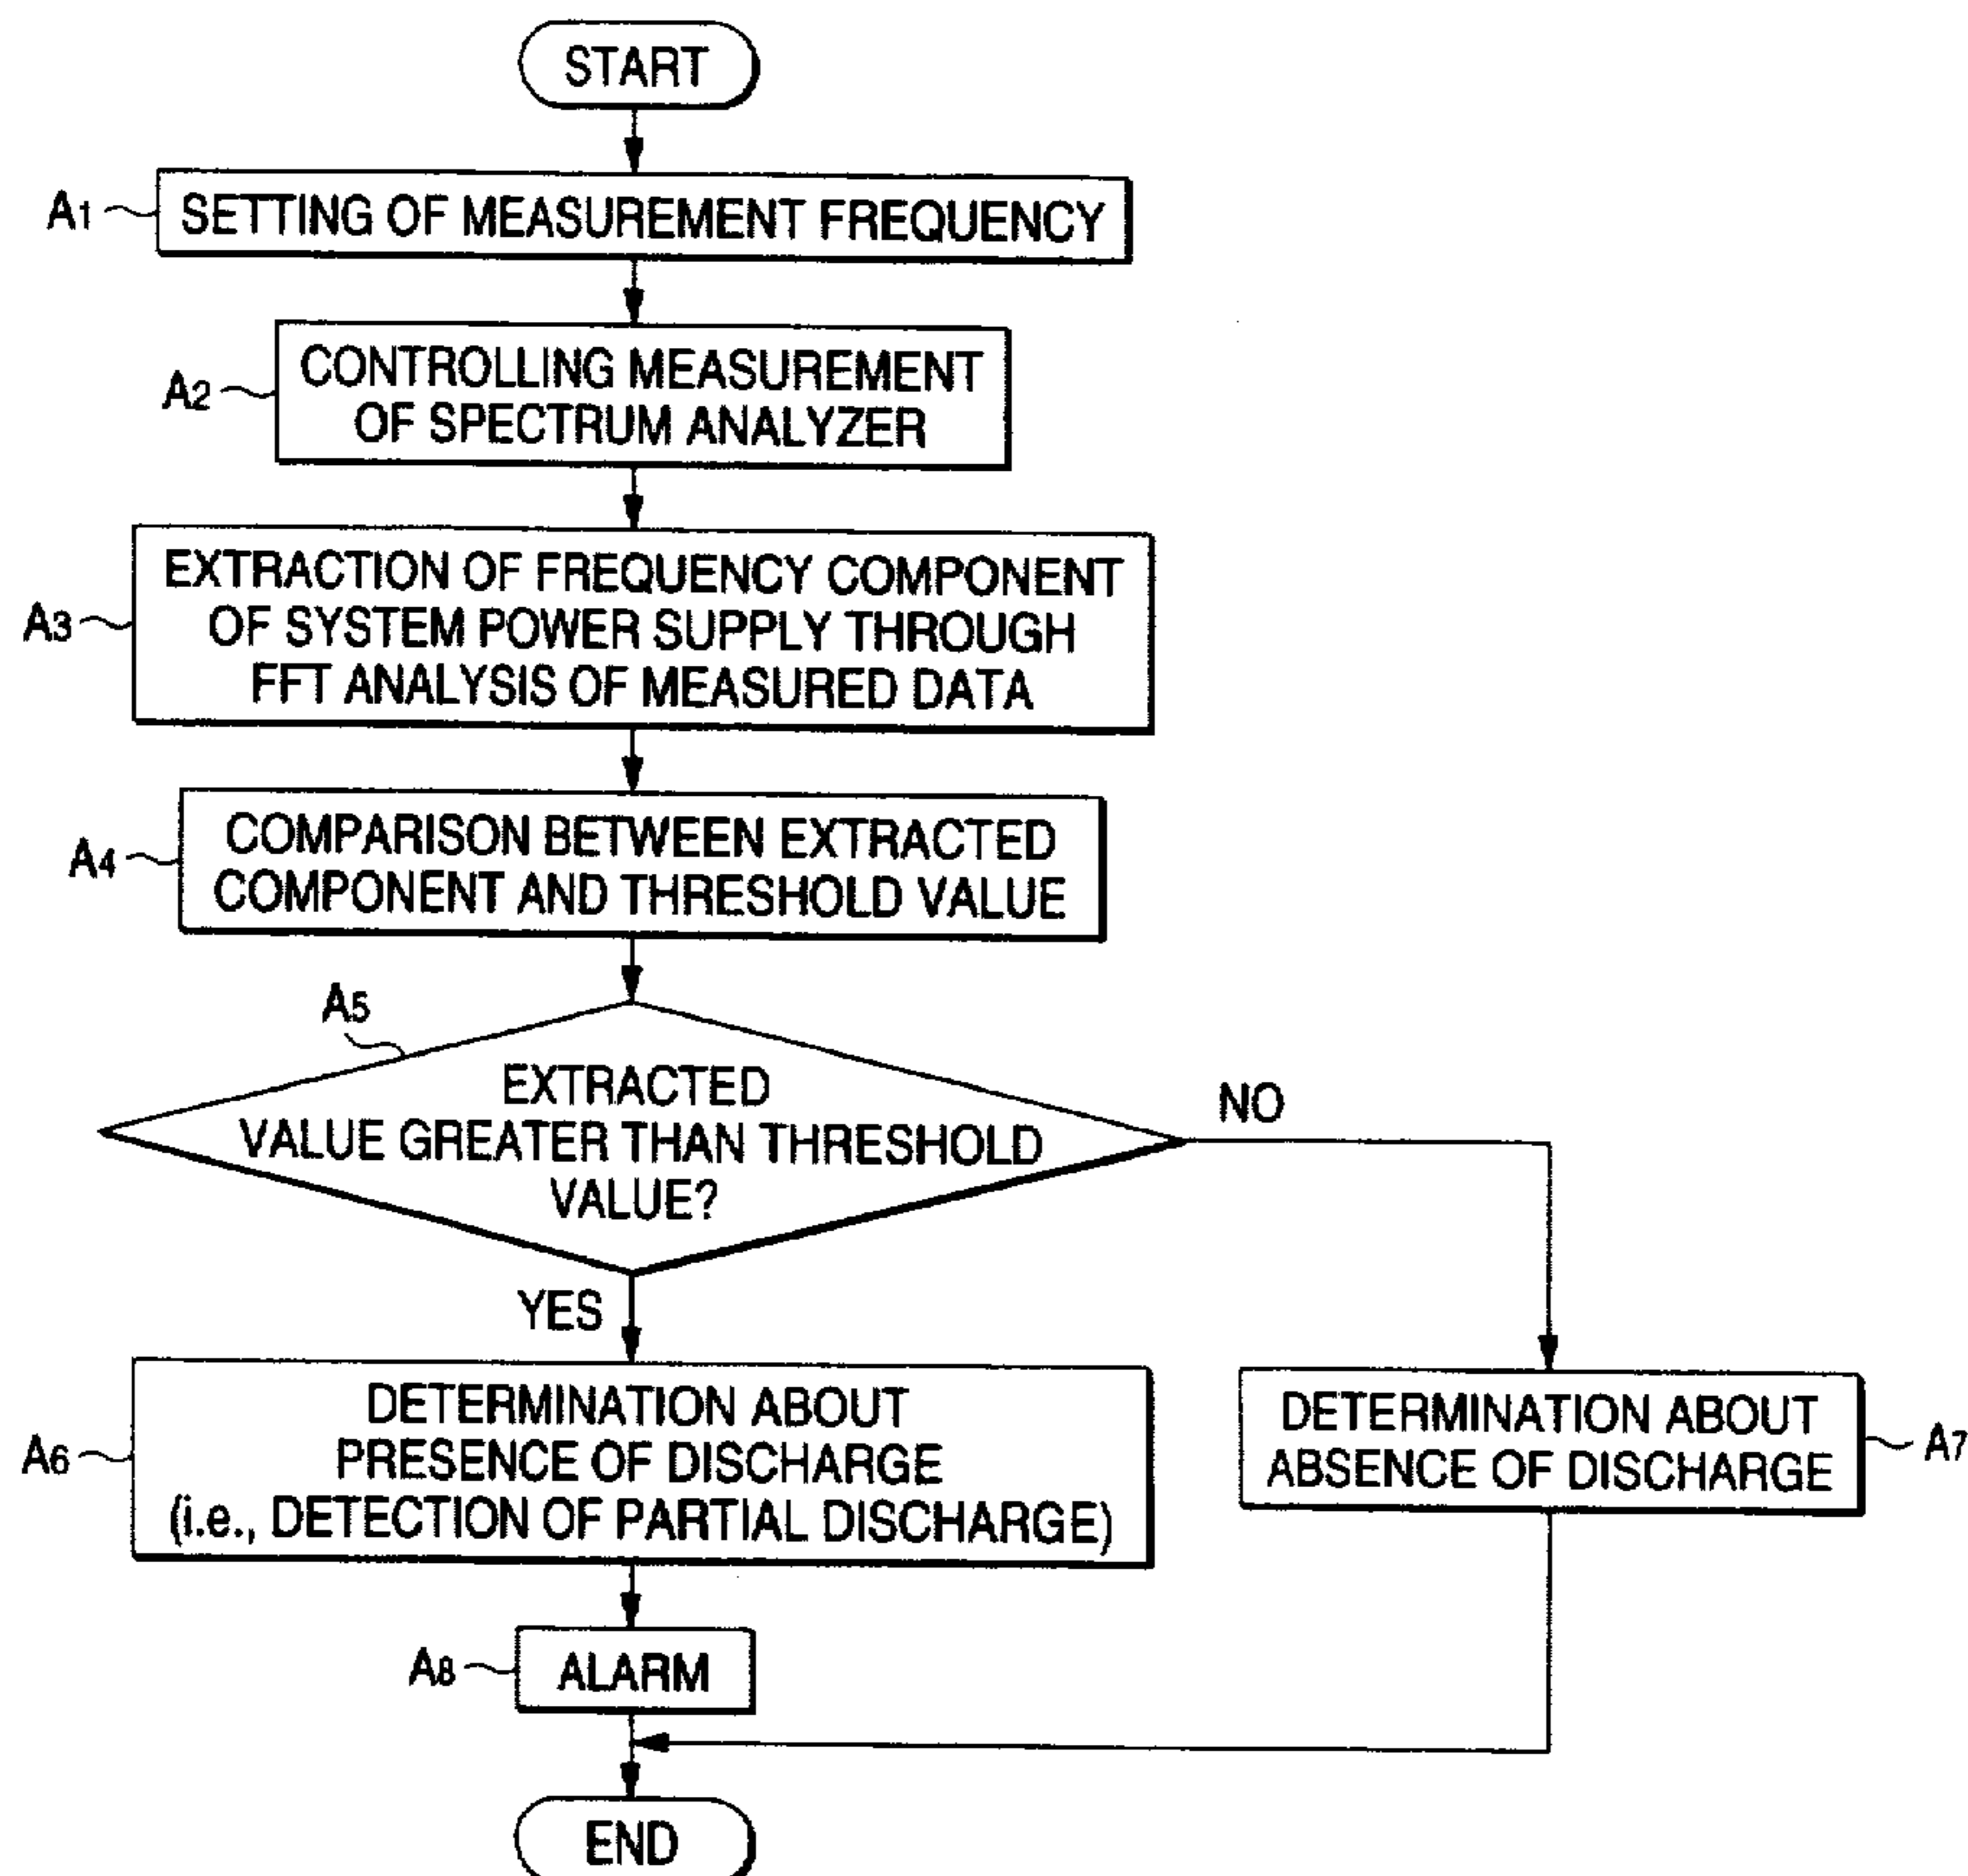 START
A1
SETTING OF MEASUREMENT FREQUENCY
A2
CONTROLLING MEASUREMENT
OF SPECTRUM ANALYZER
A3
EXTRACTION OF FREQUENCY COMPONENT
OF SYSTEM POWER SUPPLY THROUGH
FFT ANALYSIS OF MEASURED DATA
A4
COMPARISON BETWEEN EXTRACTED
COMPONENT AND THRESHOLD VALUE
A5
EXTRACTED
VALUE GREATER THAN THRESHOLD
VALUE?
NO
YES
A6
DETERMINATION ABOUT
PRESENCE OF DISCHARGE
(i.e., DETECTION OF PARTIAL DISCHARGE)
DETERMINATION ABOUT
ABSENCE OF DISCHARGE
A7
A8
ALARM
END